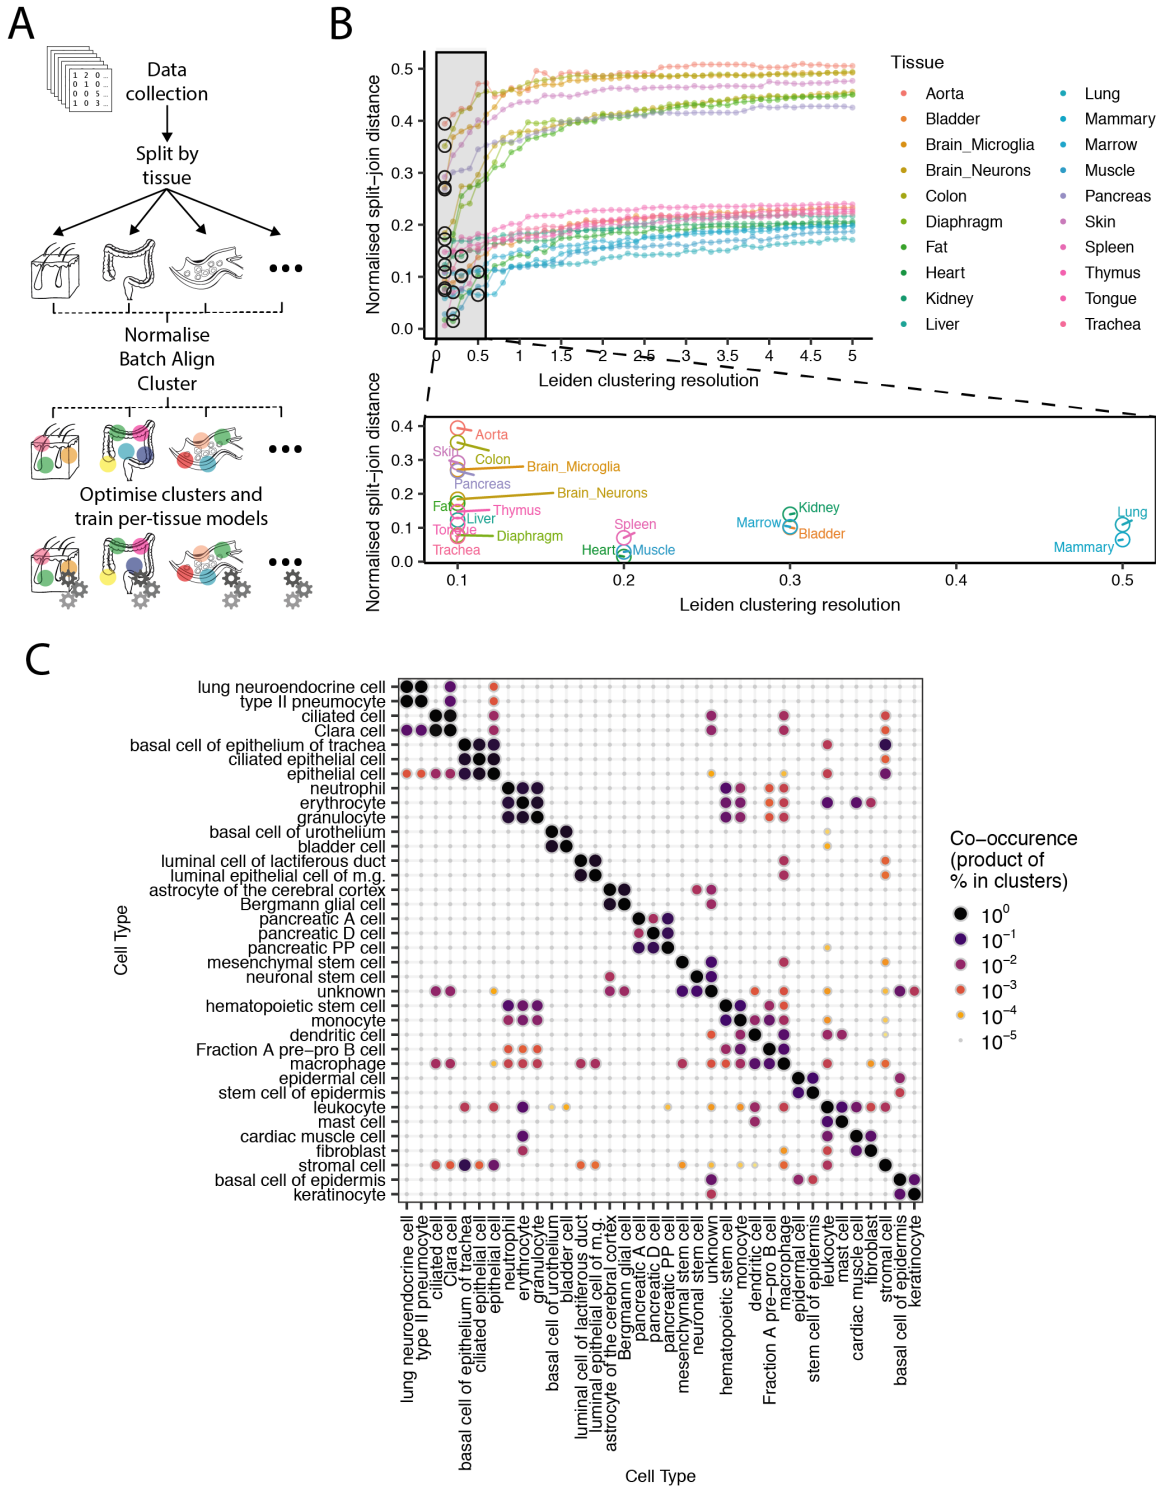 A
1 2 0 ...
0 1 0
0 0 5 ...
1 0 3 ...
Data
collection
Split by
tissue
Normalise
Batch Align
Cluster
Optimise clusters and
train per-tissue models
B
Normalised split−join distance
0.5
0.4
0.3
0.2
0.1
0.0
0 0.5 1 1.5 2 2.5 3 3.5 4 4.5 5
Leiden clustering resolution
Tissue
Aorta
Bladder
Brain_Microglia
Brain_Neurons
Colon
Diaphragm
Fat
Heart
Kidney
Liver
Lung
Mammary
Marrow
Muscle
Pancreas
Skin
Spleen
Thymus
Tongue
Trachea
Normalised split−join distance
0.4
0.3
0.2
0.1
0.0
Aorta
Skin
Colon
Brain_Microglia
Pancreas
Brain_Neurons
Fat
Thymus
Liver
Tongue
Diaphragm
Trachea
Spleen
Heart
Muscle
Kidney
Marrow
Bladder
Lung
Mammary
0.1 0.2 0.3 0.4 0.5
Leiden clustering resolution
C
Cell Type
lung neuroendocrine cell
type II pneumocyte
ciliated cell
Clara cell
basal cell of epithelium of trachea
ciliated epithelial cell
epithelial cell
neutrophil
erythrocyte
granulocyte
basal cell of urothelium
bladder cell
luminal cell of lactiferous duct
luminal epithelial cell of m.g.
astrocyte of the cerebral cortex
Bergmann glial cell
pancreatic A cell
pancreatic D cell
pancreatic PP cell
mesenchymal stem cell
neuronal stem cell
unknown
hematopoietic stem cell
monocyte
dendritic cell
Fraction A pre−pro B cell
macrophage
epidermal cell
stem cell of epidermis
leukocyte
mast cell
cardiac muscle cell
fibroblast
stromal cell
basal cell of epidermis
keratinocyte
lung neuroendocrine cell
type II pneumocyte
ciliated cell
Clara cell
basal cell of epithelium of trachea
ciliated epithelial cell
epithelial cell
neutrophil
erythrocyte
granulocyte
basal cell of urothelium
bladder cell
luminal cell of lactiferous duct
luminal epithelial cell of m.g.
astrocyte of the cerebral cortex
Bergmann glial cell
pancreatic A cell
pancreatic D cell
pancreatic PP cell
mesenchymal stem cell
neuronal stem cell
unknown
hematopoietic stem cell
monocyte
dendritic cell
Fraction A pre−pro B cell
macrophage
epidermal cell
stem cell of epidermis
leukocyte
mast cell
cardiac muscle cell
fibroblast
stromal cell
basal cell of epidermis
keratinocyte
Cell Type
Co−occurence
(product of
% in clusters)
10⁰
10⁻¹
10⁻²
10⁻³
10⁻⁴
10⁻⁵